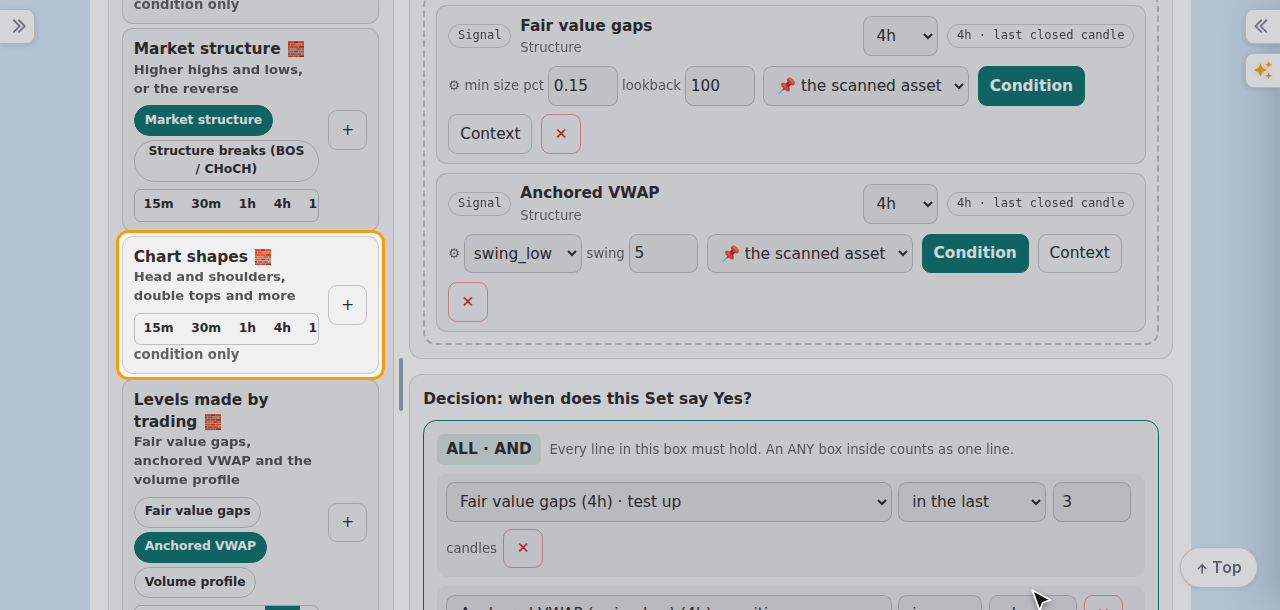 condition only
Market structure
Higher highs and lows,
or the reverse
Market structure
Structure breaks (BOS
/ CHoCH)
+
15m 30m 1h 4h 1
Chart shapes
Head and shoulders,
double tops and more
+
15m 30m 1h 4h 1
condition only
Levels made by
trading
Fair value gaps,
anchored VWAP and the
volume profile
Fair value gaps
Anchored VWAP
Volume profile
+
Signal Fair value gaps
Structure
4h 4h · last closed candle
min size pct 0.15 lookback 100 the scanned asset Condition
Context ✕
Signal Anchored VWAP
Structure
4h 4h · last closed candle
swing_low swing 5 the scanned asset Condition Context
✕
Decision: when does this Set say Yes?
ALL · AND Every line in this box must hold. An ANY box inside counts as one line.
Fair value gaps (4h) · test up in the last 3
candles ✕
↑ Top